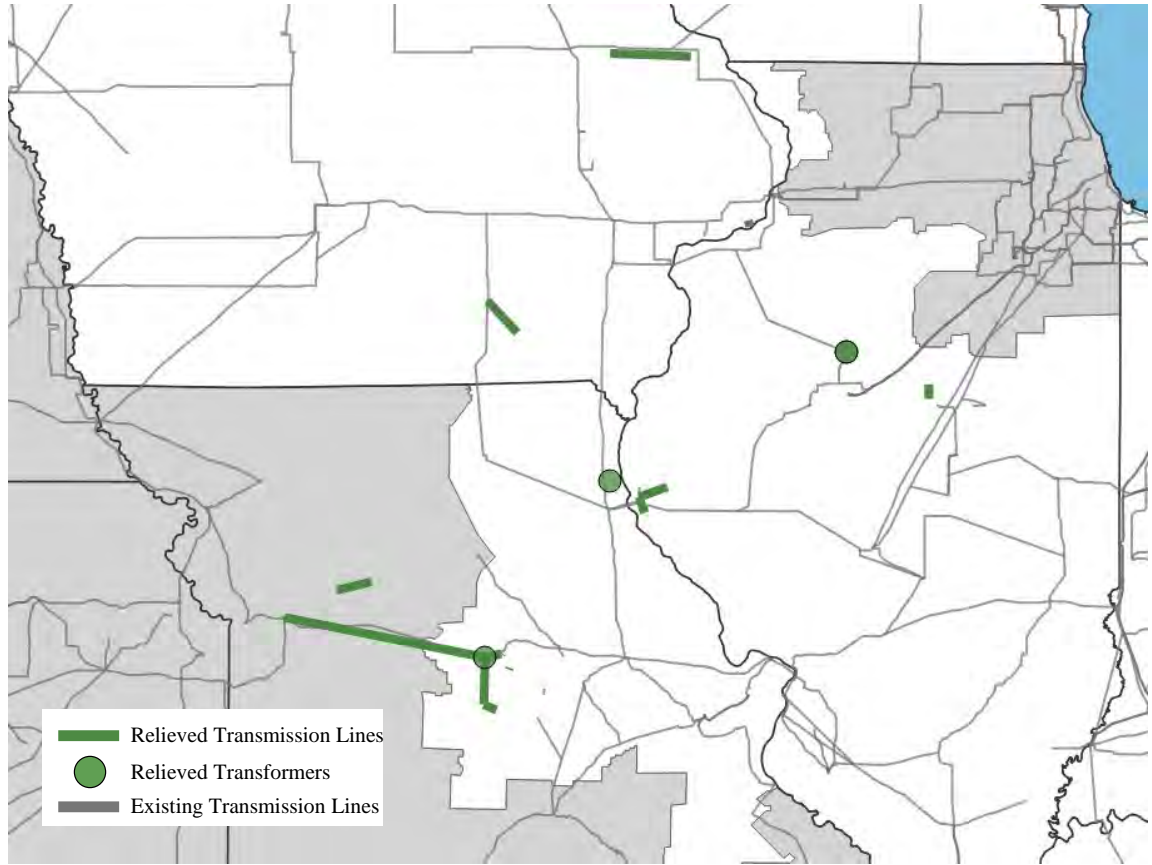 Relieved Transmission Lines
Relieved Transformers
Existing Transmission Lines